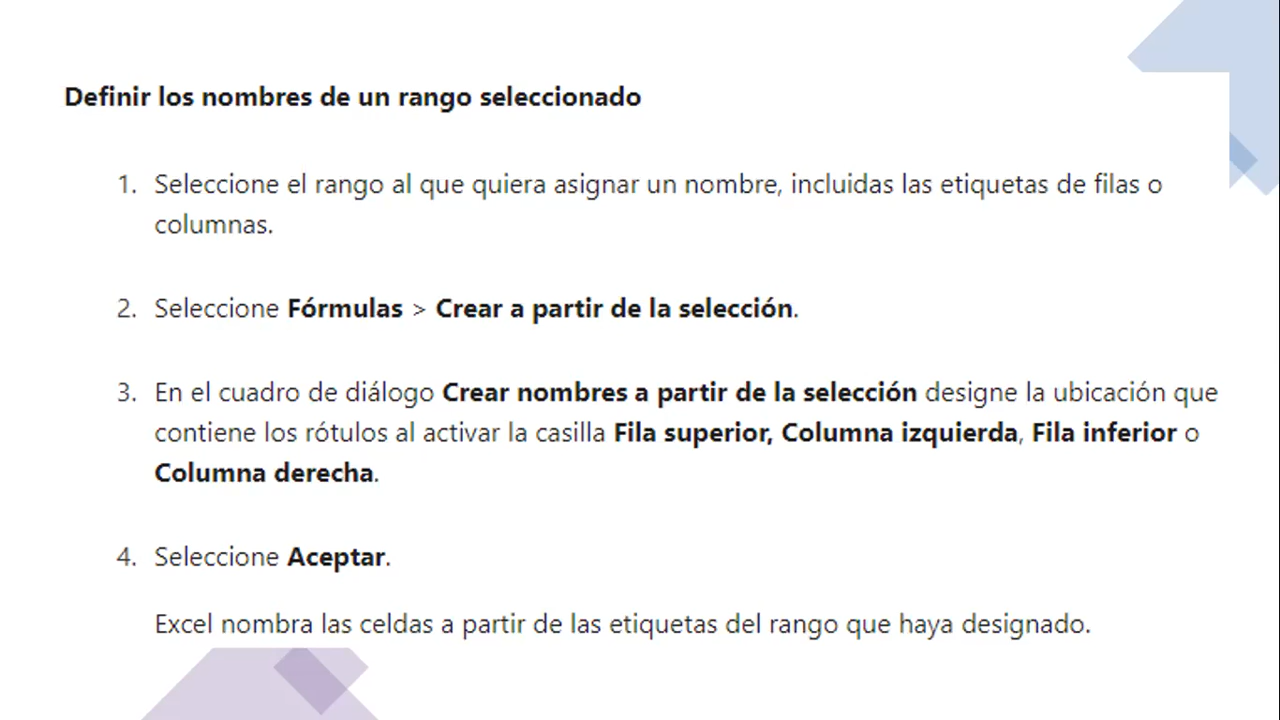 Definir los nombres de un rango seleccionado
1. Seleccione el rango al que quiera asignar un nombre, incluidas las etiquetas de filas o
columnas.
2. Seleccione Fórmulas > Crear a partir de la selección.
3. En el cuadro de diálogo Crear nombres a partir de la selección designe la ubicación que
contiene los rótulos al activar la casilla Fila superior, Columna izquierda, Fila inferior o
Columna derecha.
4. Seleccione Aceptar.
Excel nombra las celdas a partir de las etiquetas del rango que haya designado.